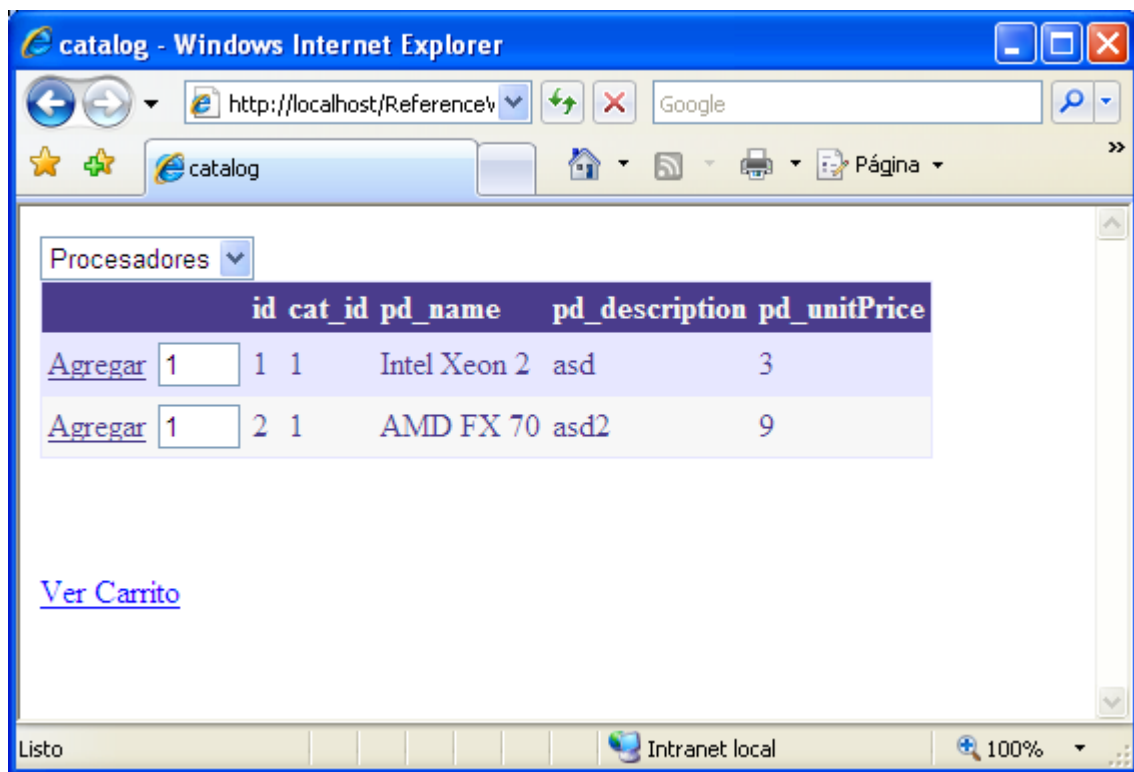 catalog - Windows Internet Explorer
http://localhost/Reference
Google
catalog
Página
Procesadores
id cat_id pd_name pd_description pd_unitPrice
Agregar 1 1 1 Intel Xeon 2 asd 3
Agregar 1 2 1 AMD FX 70 asd2 9
Ver Carrito
Listo Intranet local 100%